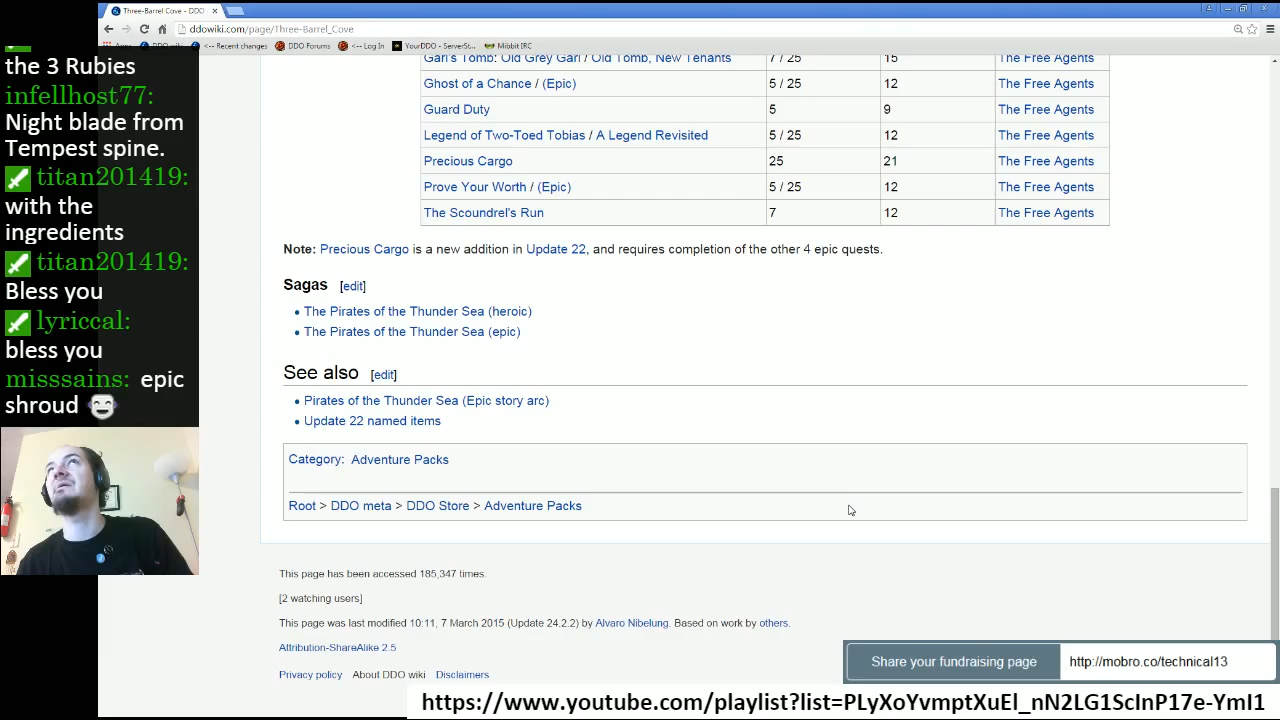 Three-Barrel Cove - DDO
ddowiki.com/page/Three-Barrel_Cove
Apps DDO wiki <-- Recent changes DDO Forums <-- Log In YourDDO - ServerSt... Mibbit IRC
the 3 Rubies
infellhost77:
Night blade from
Tempest spine.
titan201419:
with the
ingredients
titan201419:
Bless you
lyriccal:
bless you
misssains: epic
shroud
Garl's Tomb: Old Grey Garl / Old Tomb, New Tenants 7 / 25 15 The Free Agents
Ghost of a Chance / (Epic) 5 / 25 12 The Free Agents
Guard Duty 5 9 The Free Agents
Legend of Two-Toed Tobias / A Legend Revisited 5 / 25 12 The Free Agents
Precious Cargo 25 21 The Free Agents
Prove Your Worth / (Epic) 5 / 25 12 The Free Agents
The Scoundrel's Run 7 12 The Free Agents
Note: Precious Cargo is a new addition in Update 22, and requires completion of the other 4 epic quests.
Sagas [edit]
The Pirates of the Thunder Sea (heroic)
The Pirates of the Thunder Sea (epic)
See also [edit]
Pirates of the Thunder Sea (Epic story arc)
Update 22 named items
Category: Adventure Packs
Root > DDO meta > DDO Store > Adventure Packs
This page has been accessed 185,347 times.
[2 watching users]
This page was last modified 10:11, 7 March 2015 (Update 24.2.2) by Alvaro Nibelung. Based on work by others.
Attribution-ShareAlike 2.5
Privacy policy About DDO wiki Disclaimers
Share your fundraising page http://mobro.co/technical13
https://www.youtube.com/playlist?list=PLyXoYvmptXuEl_nN2LG1ScInP17e-YmI1